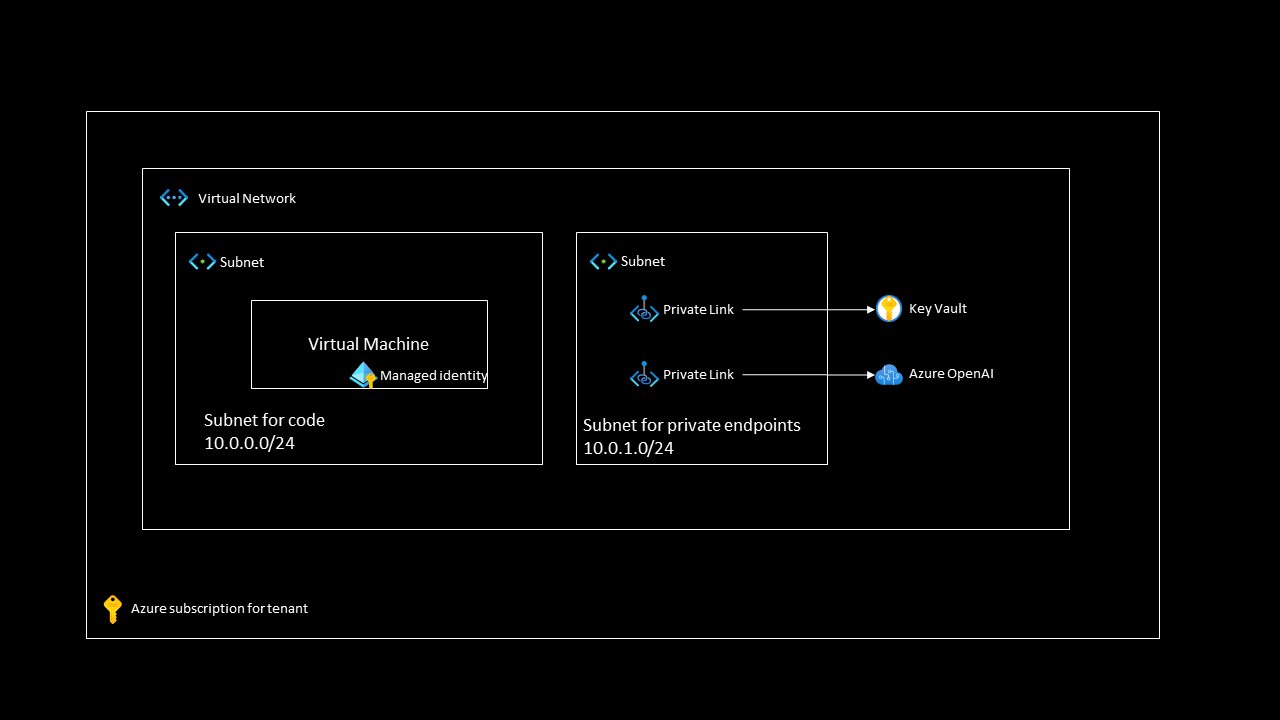 Virtual Network
Subnet
Virtual Machine
Managed identity
Subnet for code
10.0.0.0/24
Subnet
Private Link
Key Vault
Private Link
Azure OpenAI
Subnet for private endpoints
10.0.1.0/24
Azure subscription for tenant